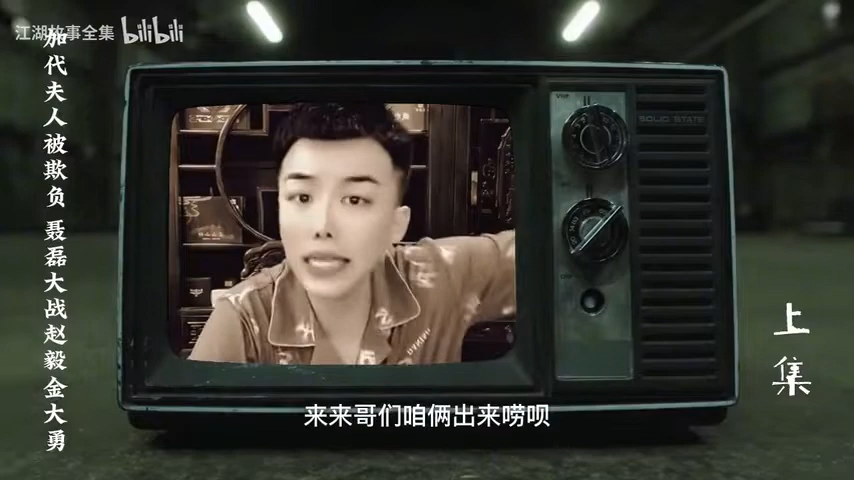 江湖故事全集 bilibili
加代夫人被欺负 聂磊大战赵毅金大勇
SOLID STATE
上集
来来哥们咱俩出来唠呗